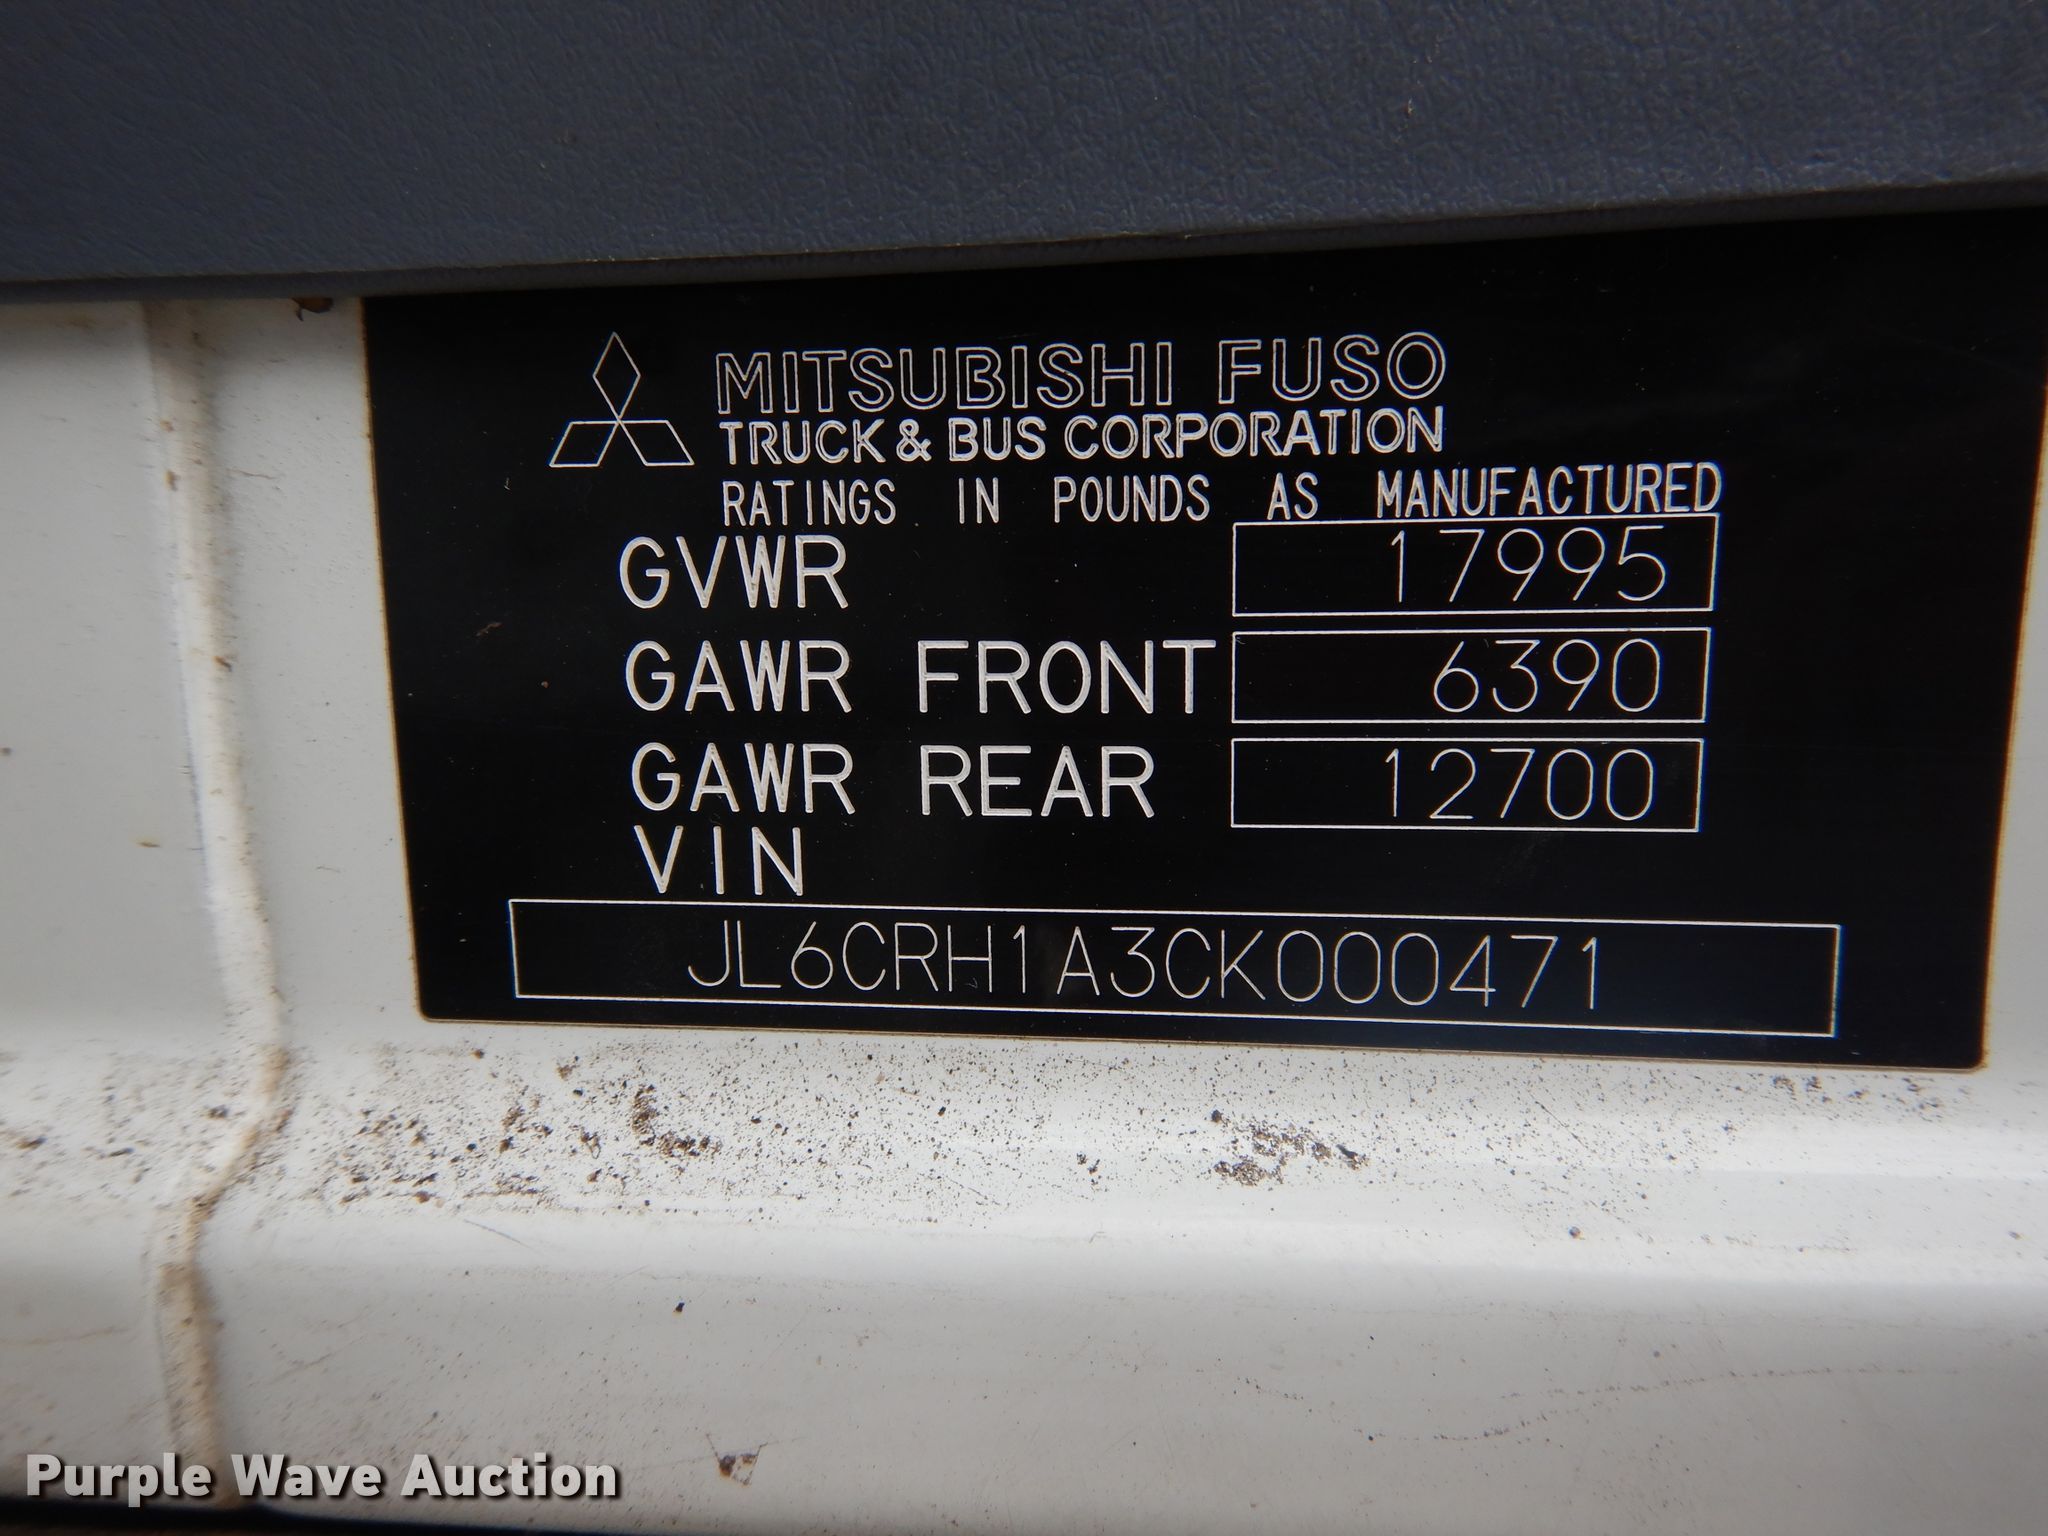 MITSUBISHI FUSO
TRUCK & BUS CORPORATION
RATINGS IN POUNDS AS MANUFACTURED
GVWR 17995
GAWR FRONT 6390
GAWR REAR 12700
VIN
JL6CRH1A3CK000471
Purple Wave Auction